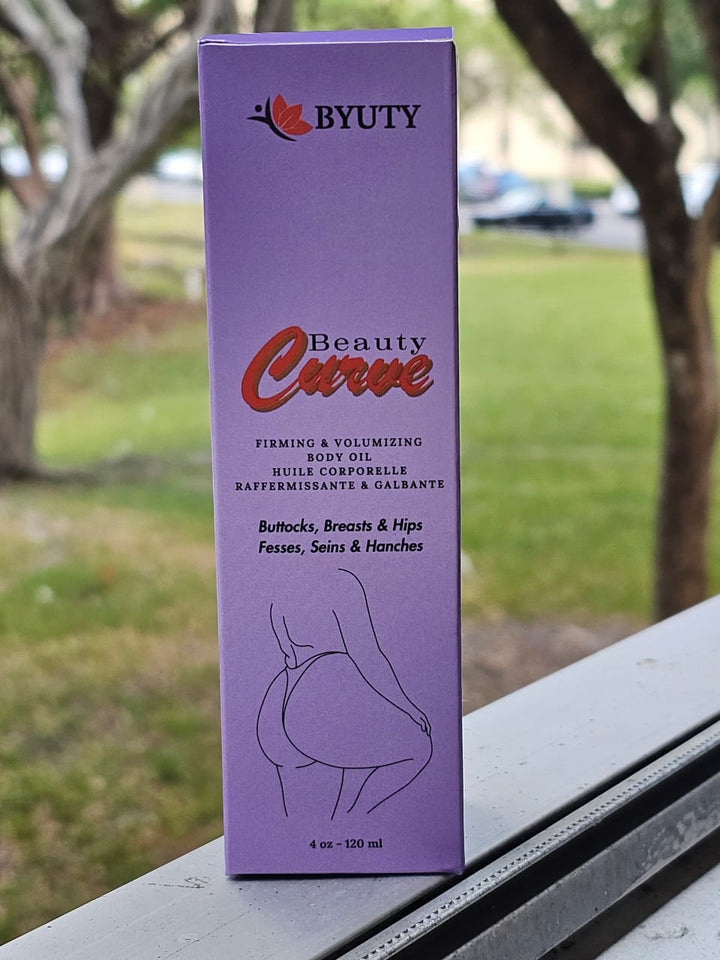 BYUTY
Beauty
Curve
FIRMING & VOLUMIZING
BODY OIL
HUILE CORPORELLE
RAFFERMISSANTE & GALBANTE
Buttocks, Breasts & Hips
Fesses, Seins & Hanches
4 oz - 120 ml